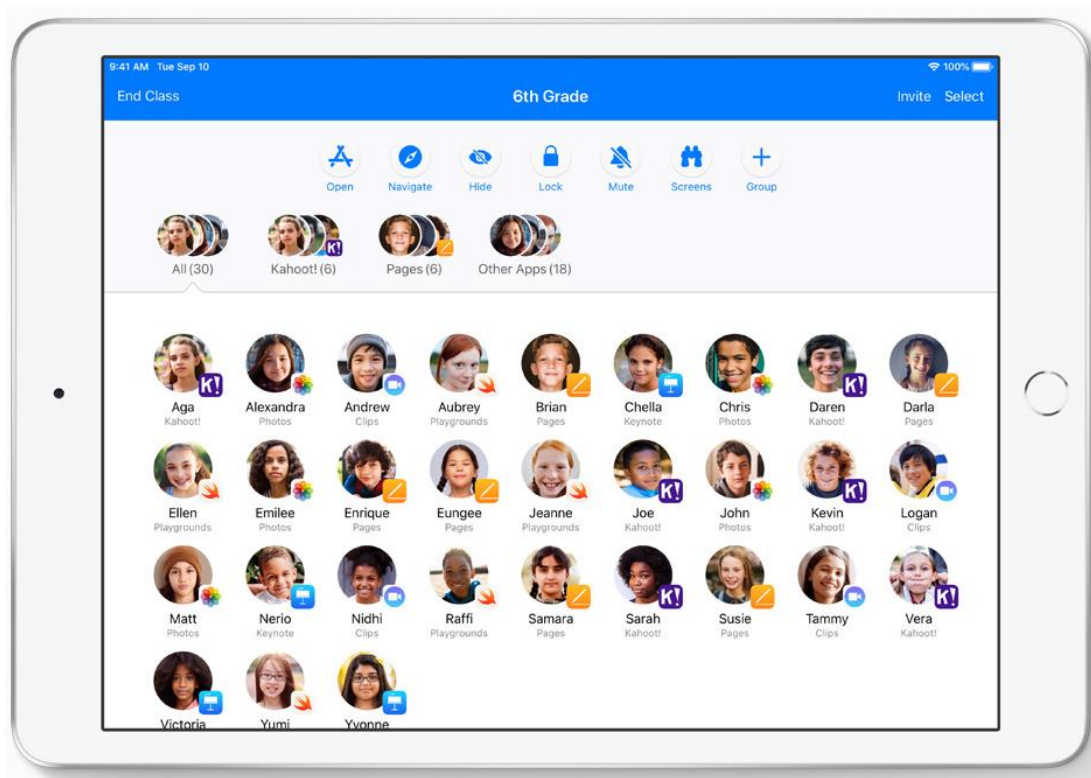 9:41 AM Tue Sep 10 100%
End Class 6th Grade Invite Select
Open Navigate Hide Lock Mute Screens Group
K!
All (30) Kahoot! (6) Pages (6) Other Apps (18)
K! K!
Aga Alexandra Andrew Aubrey Brian Chella Chris Daren Darla
Kahoot! Photos Clips Playgrounds Pages Keynote Photos Kahoot! Pages
K! K!
Ellen Emilee Enrique Eungee Jeanne Joe John Kevin Logan
Playgrounds Photos Pages Pages Playgrounds Kahoot! Photos Kahoot! Clips
K! K!
Matt Nerio Nidhi Raffi Samara Sarah Susie Tammy Vera
Photos Keynote Clips Playgrounds Pages Kahoot! Pages Clips Kahoot!
Victoria Yumi Yvonne